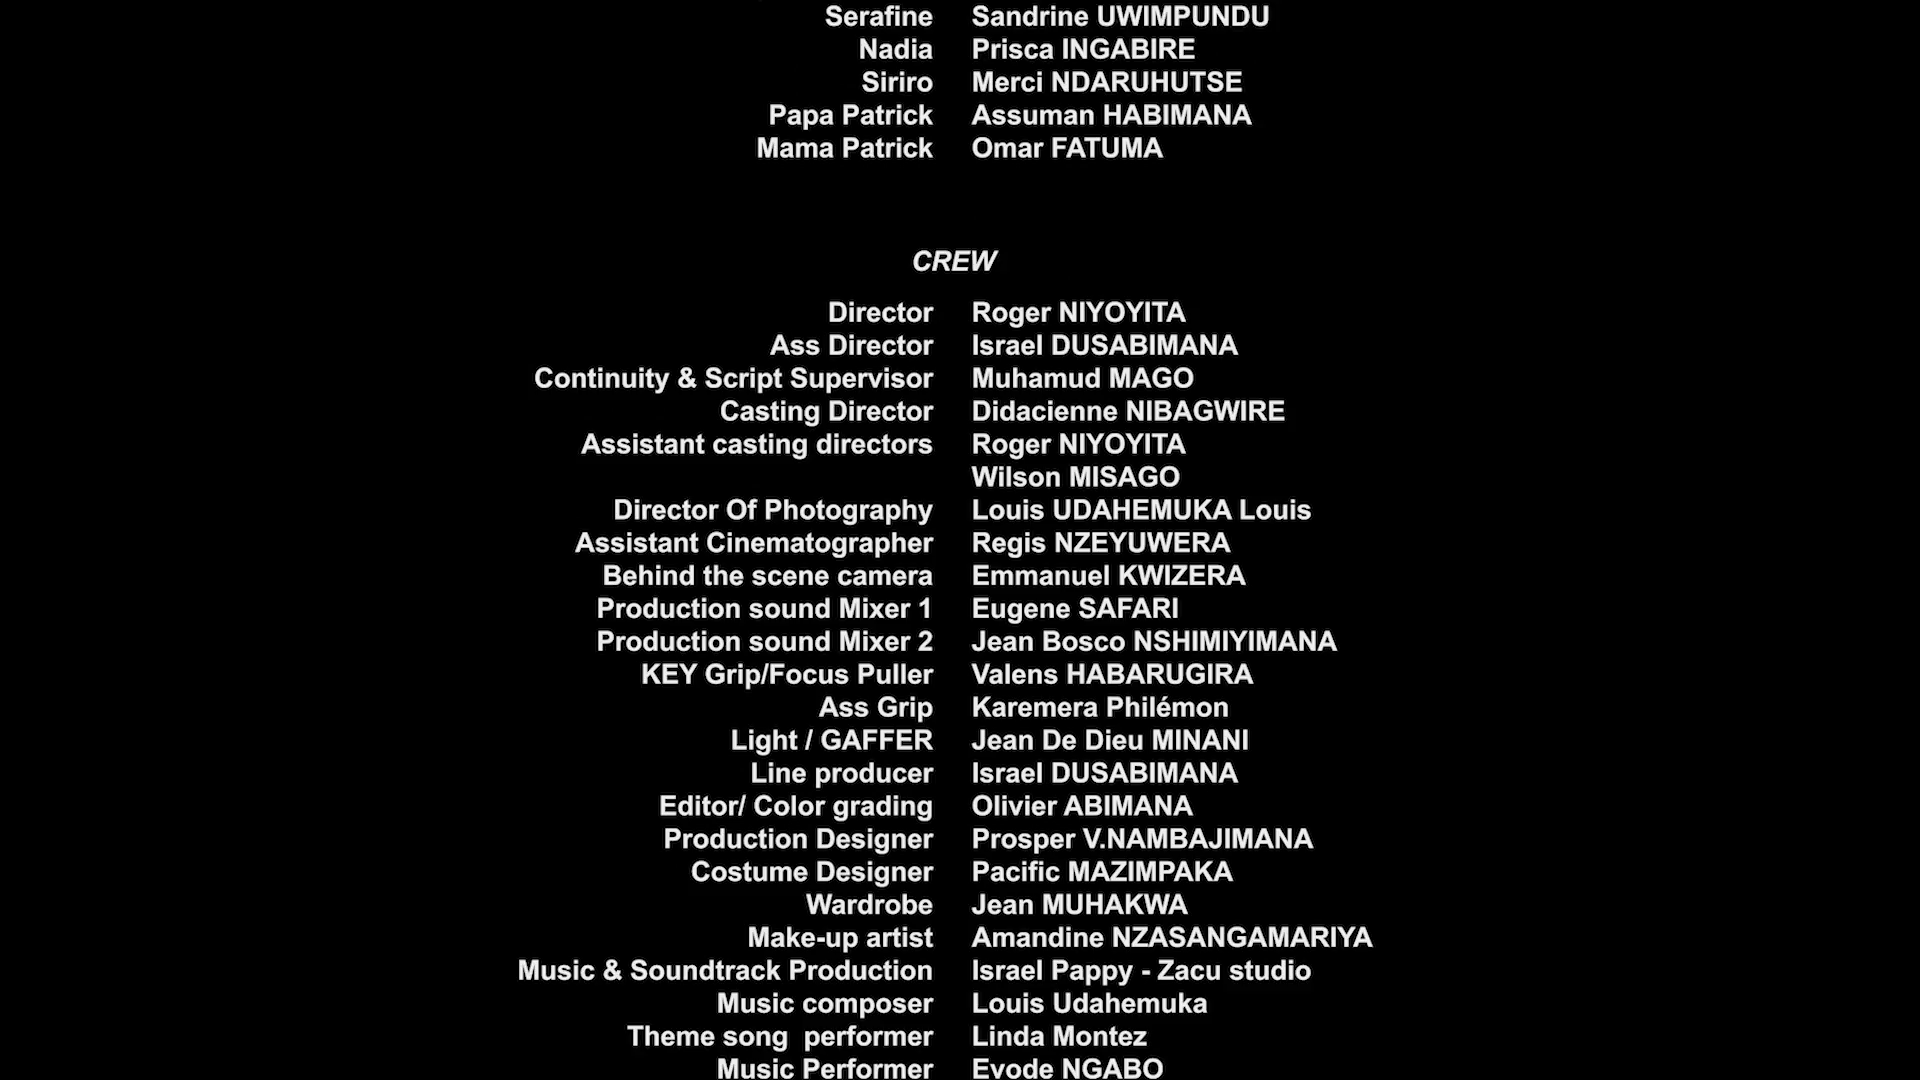 Serafine Sandrine UWIMPUNDU
Nadia Prisca INGABIRE
Siriro Merci NDARUHUTSE
Papa Patrick Assuman HABIMANA
Mama Patrick Omar FATUMA
CREW
Director Roger NIYOYITA
Ass Director Israel DUSABIMANA
Continuity & Script Supervisor Muhamud MAGO
Casting Director Didacienne NIBAGWIRE
Assistant casting directors Roger NIYOYITA
Wilson MISAGO
Director Of Photography Louis UDAHEMUKA Louis
Assistant Cinematographer Regis NZEYUWERA
Behind the scene camera Emmanuel KWIZERA
Production sound Mixer 1 Eugene SAFARI
Production sound Mixer 2 Jean Bosco NSHIMIYIMANA
KEY Grip/Focus Puller Valens HABARUGIRA
Ass Grip Karemera Philémon
Light / GAFFER Jean De Dieu MINANI
Line producer Israel DUSABIMANA
Editor/ Color grading Olivier ABIMANA
Production Designer Prosper V.NAMBAJIMANA
Costume Designer Pacific MAZIMPAKA
Wardrobe Jean MUHAKWA
Make-up artist Amandine NZASANGAMARIYA
Music & Soundtrack Production Israel Pappy - Zacu studio
Music composer Louis Udahemuka
Theme song  performer Linda Montez
Music Performer Evode NGABO